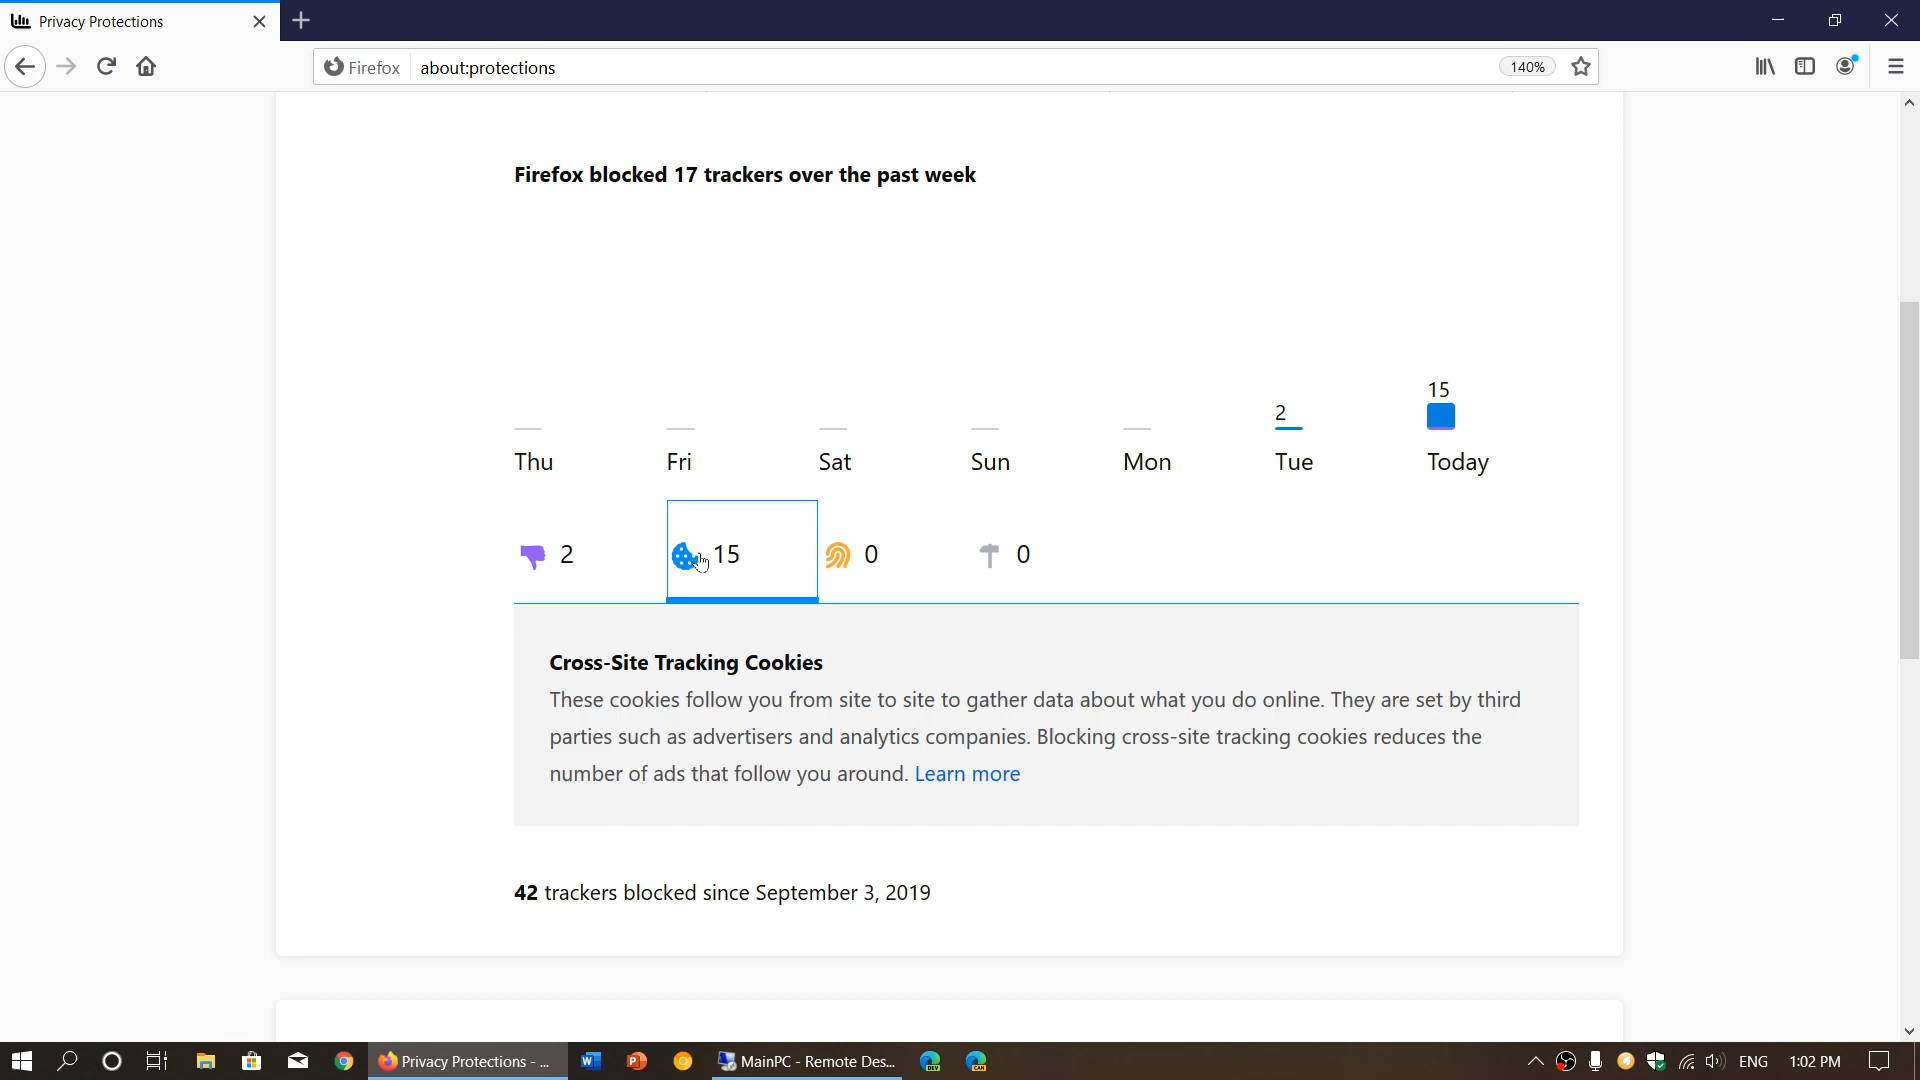 Privacy Protections
Firefox about:protections 140%
Firefox blocked 17 trackers over the past week
2 15
Thu Fri Sat Sun Mon Tue Today
2 15 0 0
Cross-Site Tracking Cookies
These cookies follow you from site to site to gather data about what you do online. They are set by third
parties such as advertisers and analytics companies. Blocking cross-site tracking cookies reduces the
number of ads that follow you around. Learn more
42 trackers blocked since September 3, 2019
Privacy Protections - ... MainPC - Remote Des... DEV CAN ENG 1:02 PM